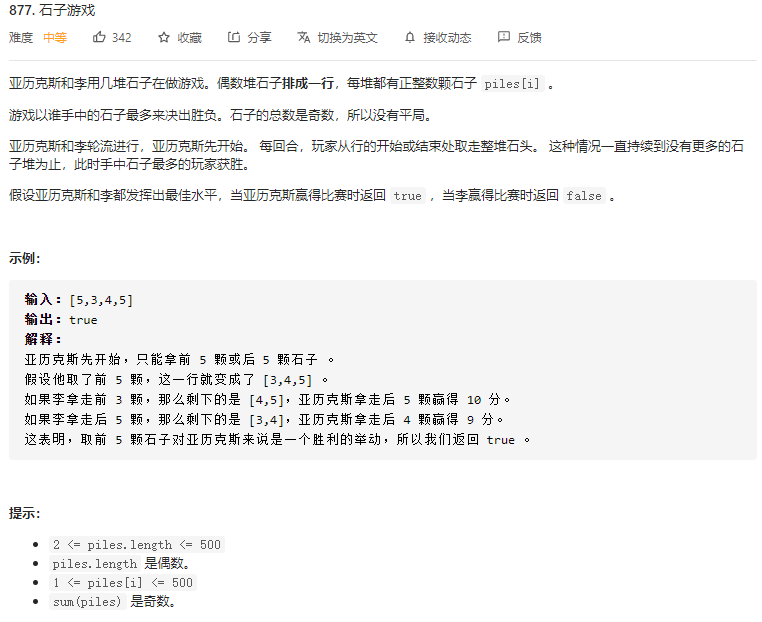 877. 石子游戏
难度 中等 342 收藏 分享 切换为英文 接收动态 反馈
亚历克斯和李用几堆石子在做游戏。偶数堆石子排成一行，每堆都有正整数颗石子 piles[i] 。
游戏以谁手中的石子最多来决出胜负。石子的总数是奇数，所以没有平局。
亚历克斯和李轮流进行，亚历克斯先开始。 每回合，玩家从行的开始或结束处取走整堆石头。 这种情况一直持续到没有更多的石
子堆为止，此时手中石子最多的玩家获胜。
假设亚历克斯和李都发挥出最佳水平，当亚历克斯赢得比赛时返回 true ，当李赢得比赛时返回 false 。
示例：
输入：[5,3,4,5]
输出：true
解释：
亚历克斯先开始，只能拿前 5 颗或后 5 颗石子 。
假设他取了前 5 颗，这一行就变成了 [3,4,5] 。
如果李拿走前 3 颗，那么剩下的是 [4,5]，亚历克斯拿走后 5 颗赢得 10 分。
如果李拿走后 5 颗，那么剩下的是 [3,4]，亚历克斯拿走后 4 颗赢得 9 分。
这表明，取前 5 颗石子对亚历克斯来说是一个胜利的举动，所以我们返回 true 。
提示：
2 <= piles.length <= 500
piles.length 是偶数。
1 <= piles[i] <= 500
sum(piles) 是奇数。